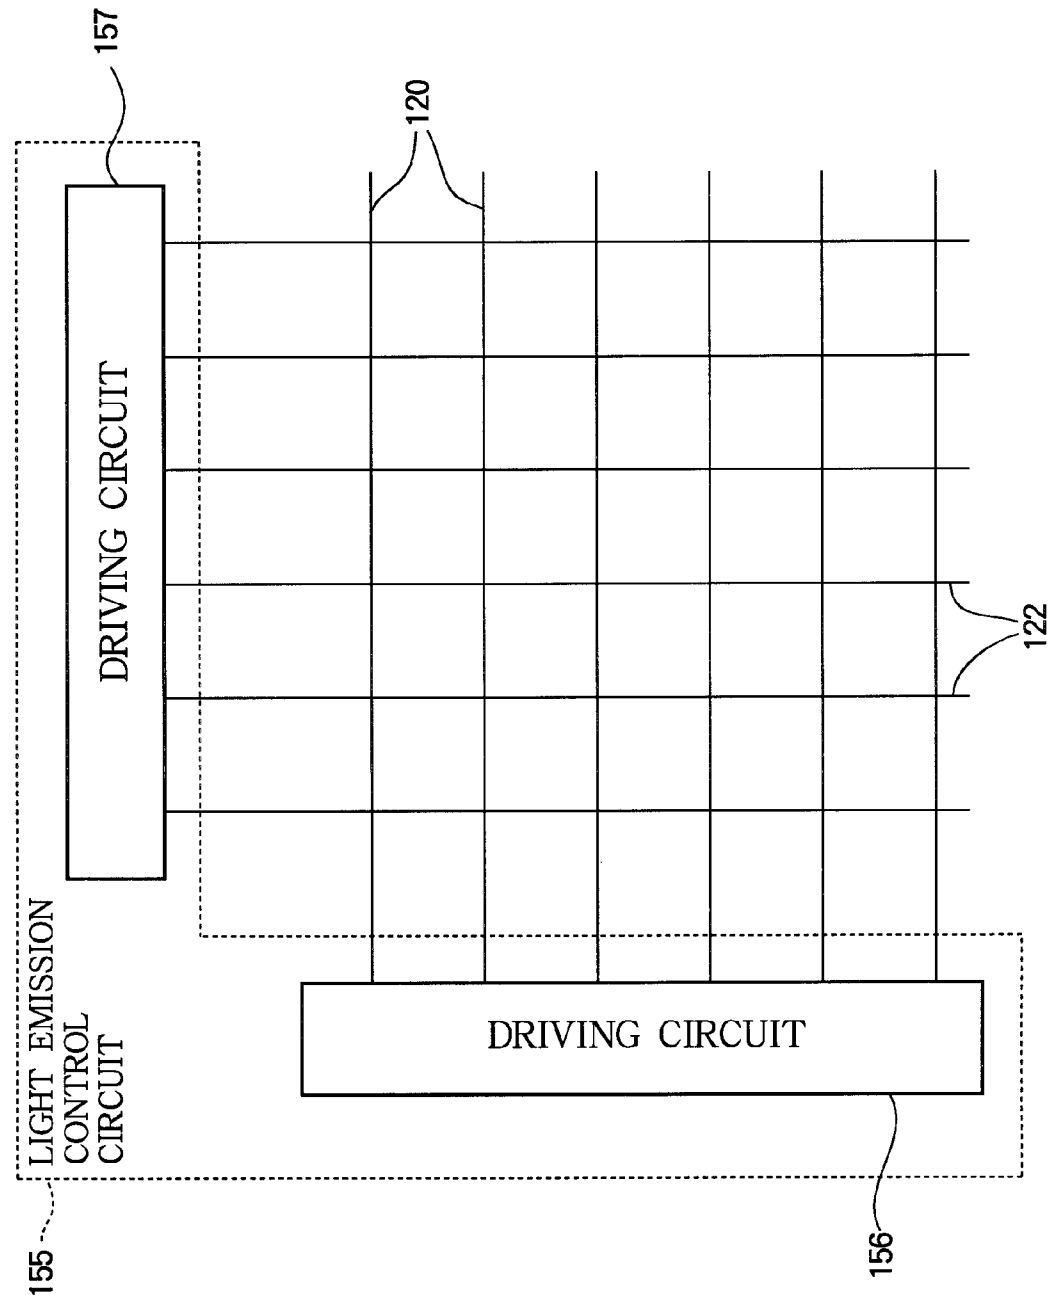 155
LIGHT EMISSION
CONTROL
CIRCUIT
DRIVING CIRCUIT
157
120
DRIVING CIRCUIT
156
122